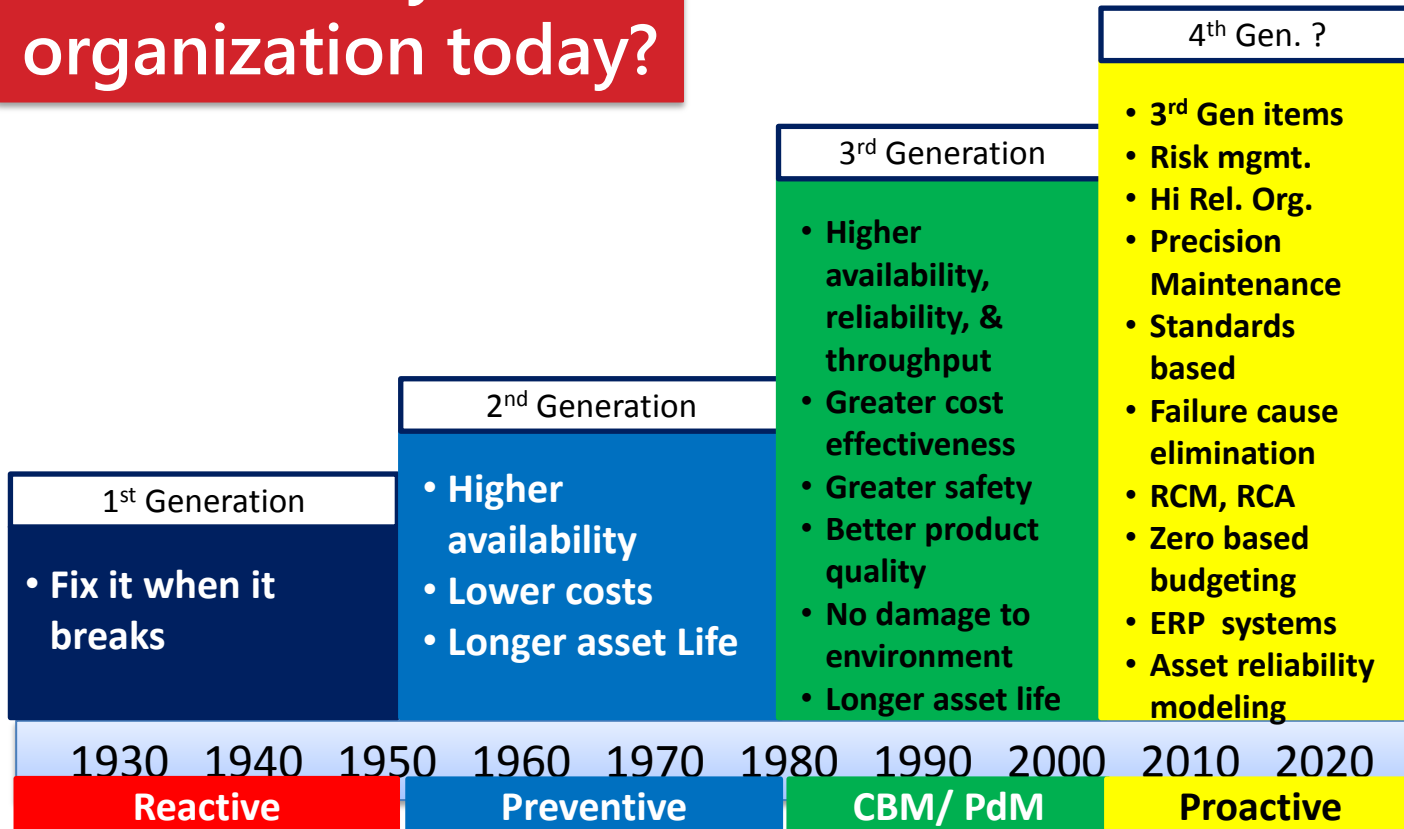 organization today?
1st Generation
• Fix it when it
breaks
2nd Generation
• Higher
availability
• Lower costs
• Longer asset Life
3rd Generation
• Higher
availability,
reliability, &
throughput
• Greater cost
effectiveness
• Greater safety
• Better product
quality
• No damage to
environment
• Longer asset life
4th Gen. ?
• 3rd Gen items
• Risk mgmt.
• Hi Rel. Org.
• Precision
Maintenance
• Standards
based
• Failure cause
elimination
• RCM, RCA
• Zero based
budgeting
• ERP systems
• Asset reliability
modeling
1930 1940 1950 1960 1970 1980 1990 2000 2010 2020
Reactive Preventive CBM/ PdM Proactive